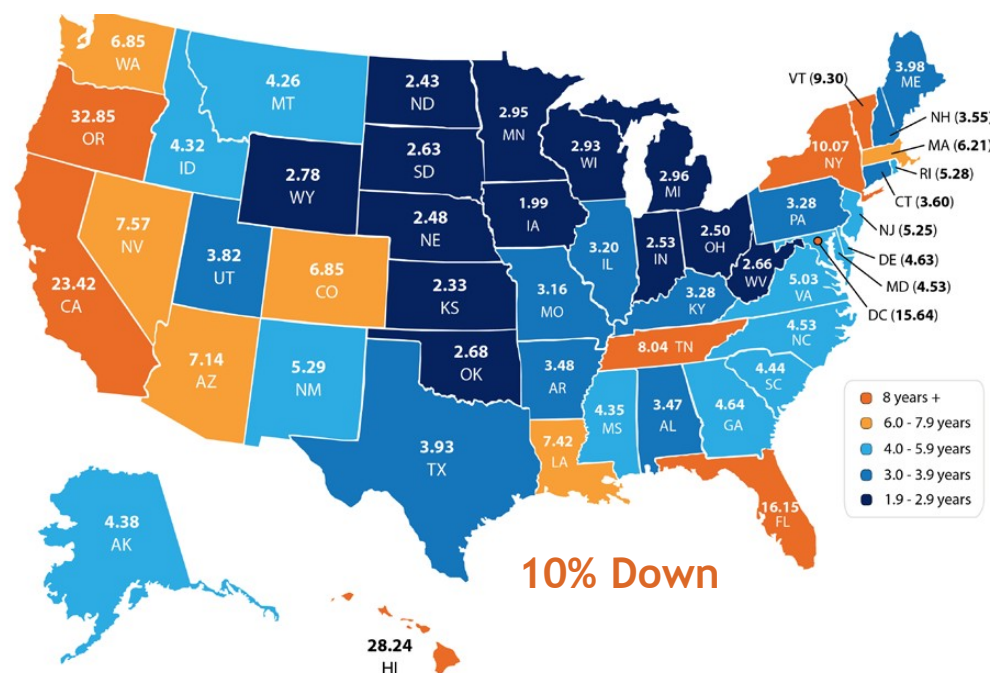 6.85
WA
32.85
OR
23.42
CA
7.57
NV
4.32
ID
4.26
MT
2.78
WY
3.82
UT
6.85
CO
7.14
AZ
5.29
NM
2.43
ND
2.63
SD
2.48
NE
2.33
KS
2.68
OK
3.93
TX
2.95
MN
1.99
IA
3.16
MO
3.48
AR
7.42
LA
2.93
WI
3.20
IL
2.96
MI
2.53
IN
2.50
OH
3.28
KY
8.04 TN
4.35
MS
3.47
AL
4.64
GA
16.15
FL
4.44
SC
4.53
NC
5.03
VA
2.66
WV
3.28
PA
10.07
NY
3.98
ME
VT (9.30)
NH (3.55)
MA (6.21)
RI (5.28)
CT (3.60)
NJ (5.25)
DE (4.63)
MD (4.53)
DC (15.64)
8 years +
6.0 - 7.9 years
4.0 - 5.9 years
3.0 - 3.9 years
1.9 - 2.9 years
4.38
AK
28.24
HI
10% Down